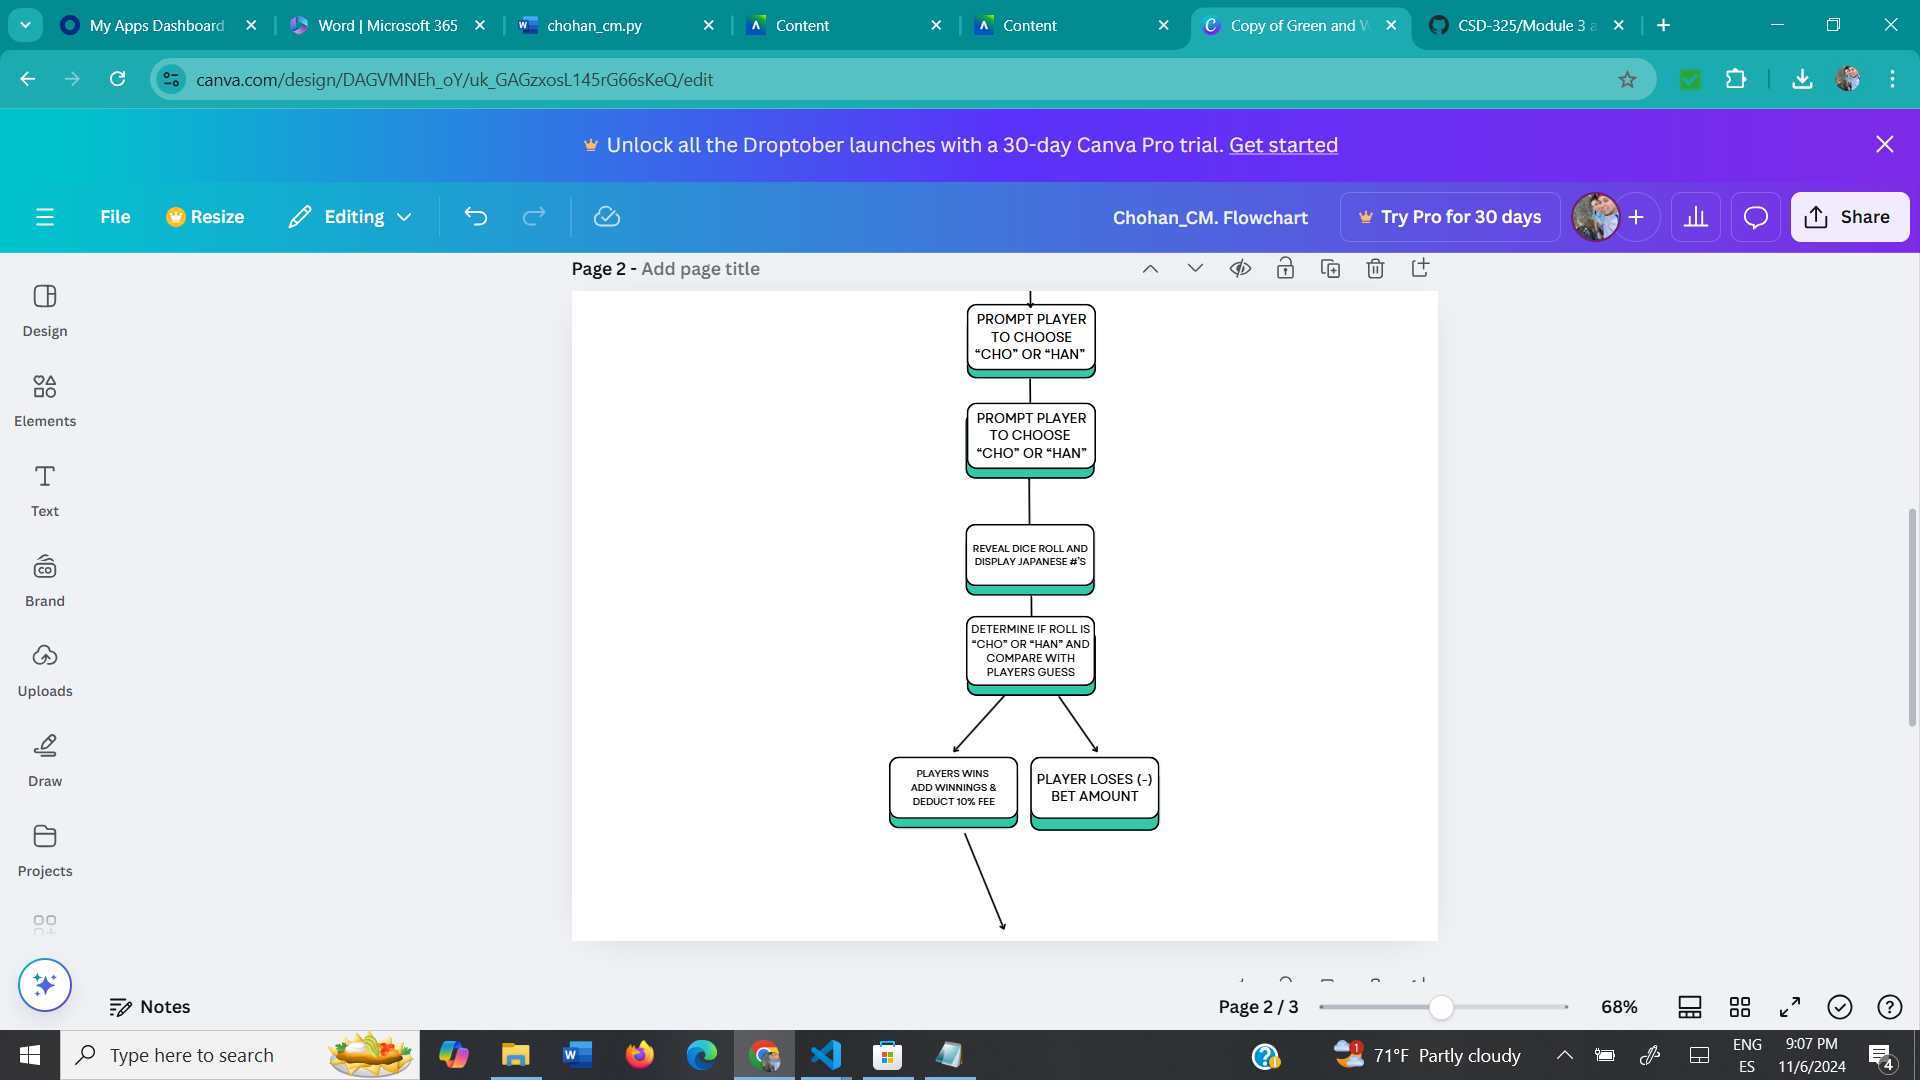 My Apps Dashboard
Word | Microsoft 365
chohan_cm.py
Content
Content
Copy of Green and W
CSD-325/Module 3 a
canva.com/design/DAGVMNEh_oY/uk_GAGzxosL145rG66sKeQ/edit
Unlock all the Droptober launches with a 30-day Canva Pro trial. Get started
File
Resize
Editing
Chohan_CM. Flowchart
Try Pro for 30 days
Share
Page 2 - Add page title
Design
Elements
Text
Brand
Uploads
Draw
Projects
PROMPT PLAYER
TO CHOOSE
“CHO” OR “HAN”
PROMPT PLAYER
TO CHOOSE
“CHO” OR “HAN”
REVEAL DICE ROLL AND
DISPLAY JAPANESE #'S
DETERMINE IF ROLL IS
“CHO” OR “HAN” AND
COMPARE WITH
PLAYERS GUESS
PLAYERS WINS
ADD WINNINGS &
DEDUCT 10% FEE
PLAYER LOSES (-)
BET AMOUNT
Notes
Page 2 / 3
68%
Type here to search
1
71°F Partly cloudy
ENG
ES
9:07 PM
11/6/2024
4